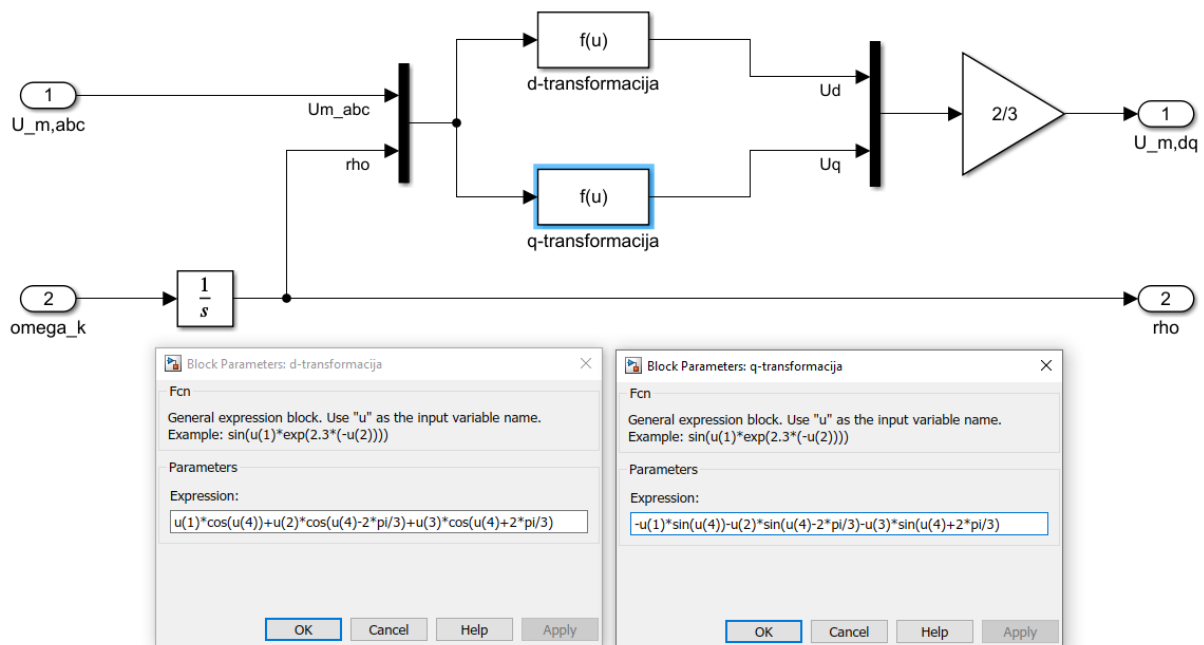 f(u)
d-transformacija
1
U_m,abc
Um_abc
rho
Ud
Uq
2/3
1
U_m,dq
f(u)
q-transformacija
2
omega_k
1
s
2
rho
Block Parameters: d-transformacija
Fcn
General expression block. Use "u" as the input variable name.
Example: sin(u(1)*exp(2.3*(-u(2))))
Parameters
Expression:
u(1)*cos(u(4))+u(2)*cos(u(4)-2*pi/3)+u(3)*cos(u(4)+2*pi/3)
OK Cancel Help Apply
Block Parameters: q-transformacija
Fcn
General expression block. Use "u" as the input variable name.
Example: sin(u(1)*exp(2.3*(-u(2))))
Parameters
Expression:
-u(1)*sin(u(4))-u(2)*sin(u(4)-2*pi/3)-u(3)*sin(u(4)+2*pi/3)
OK Cancel Help Apply